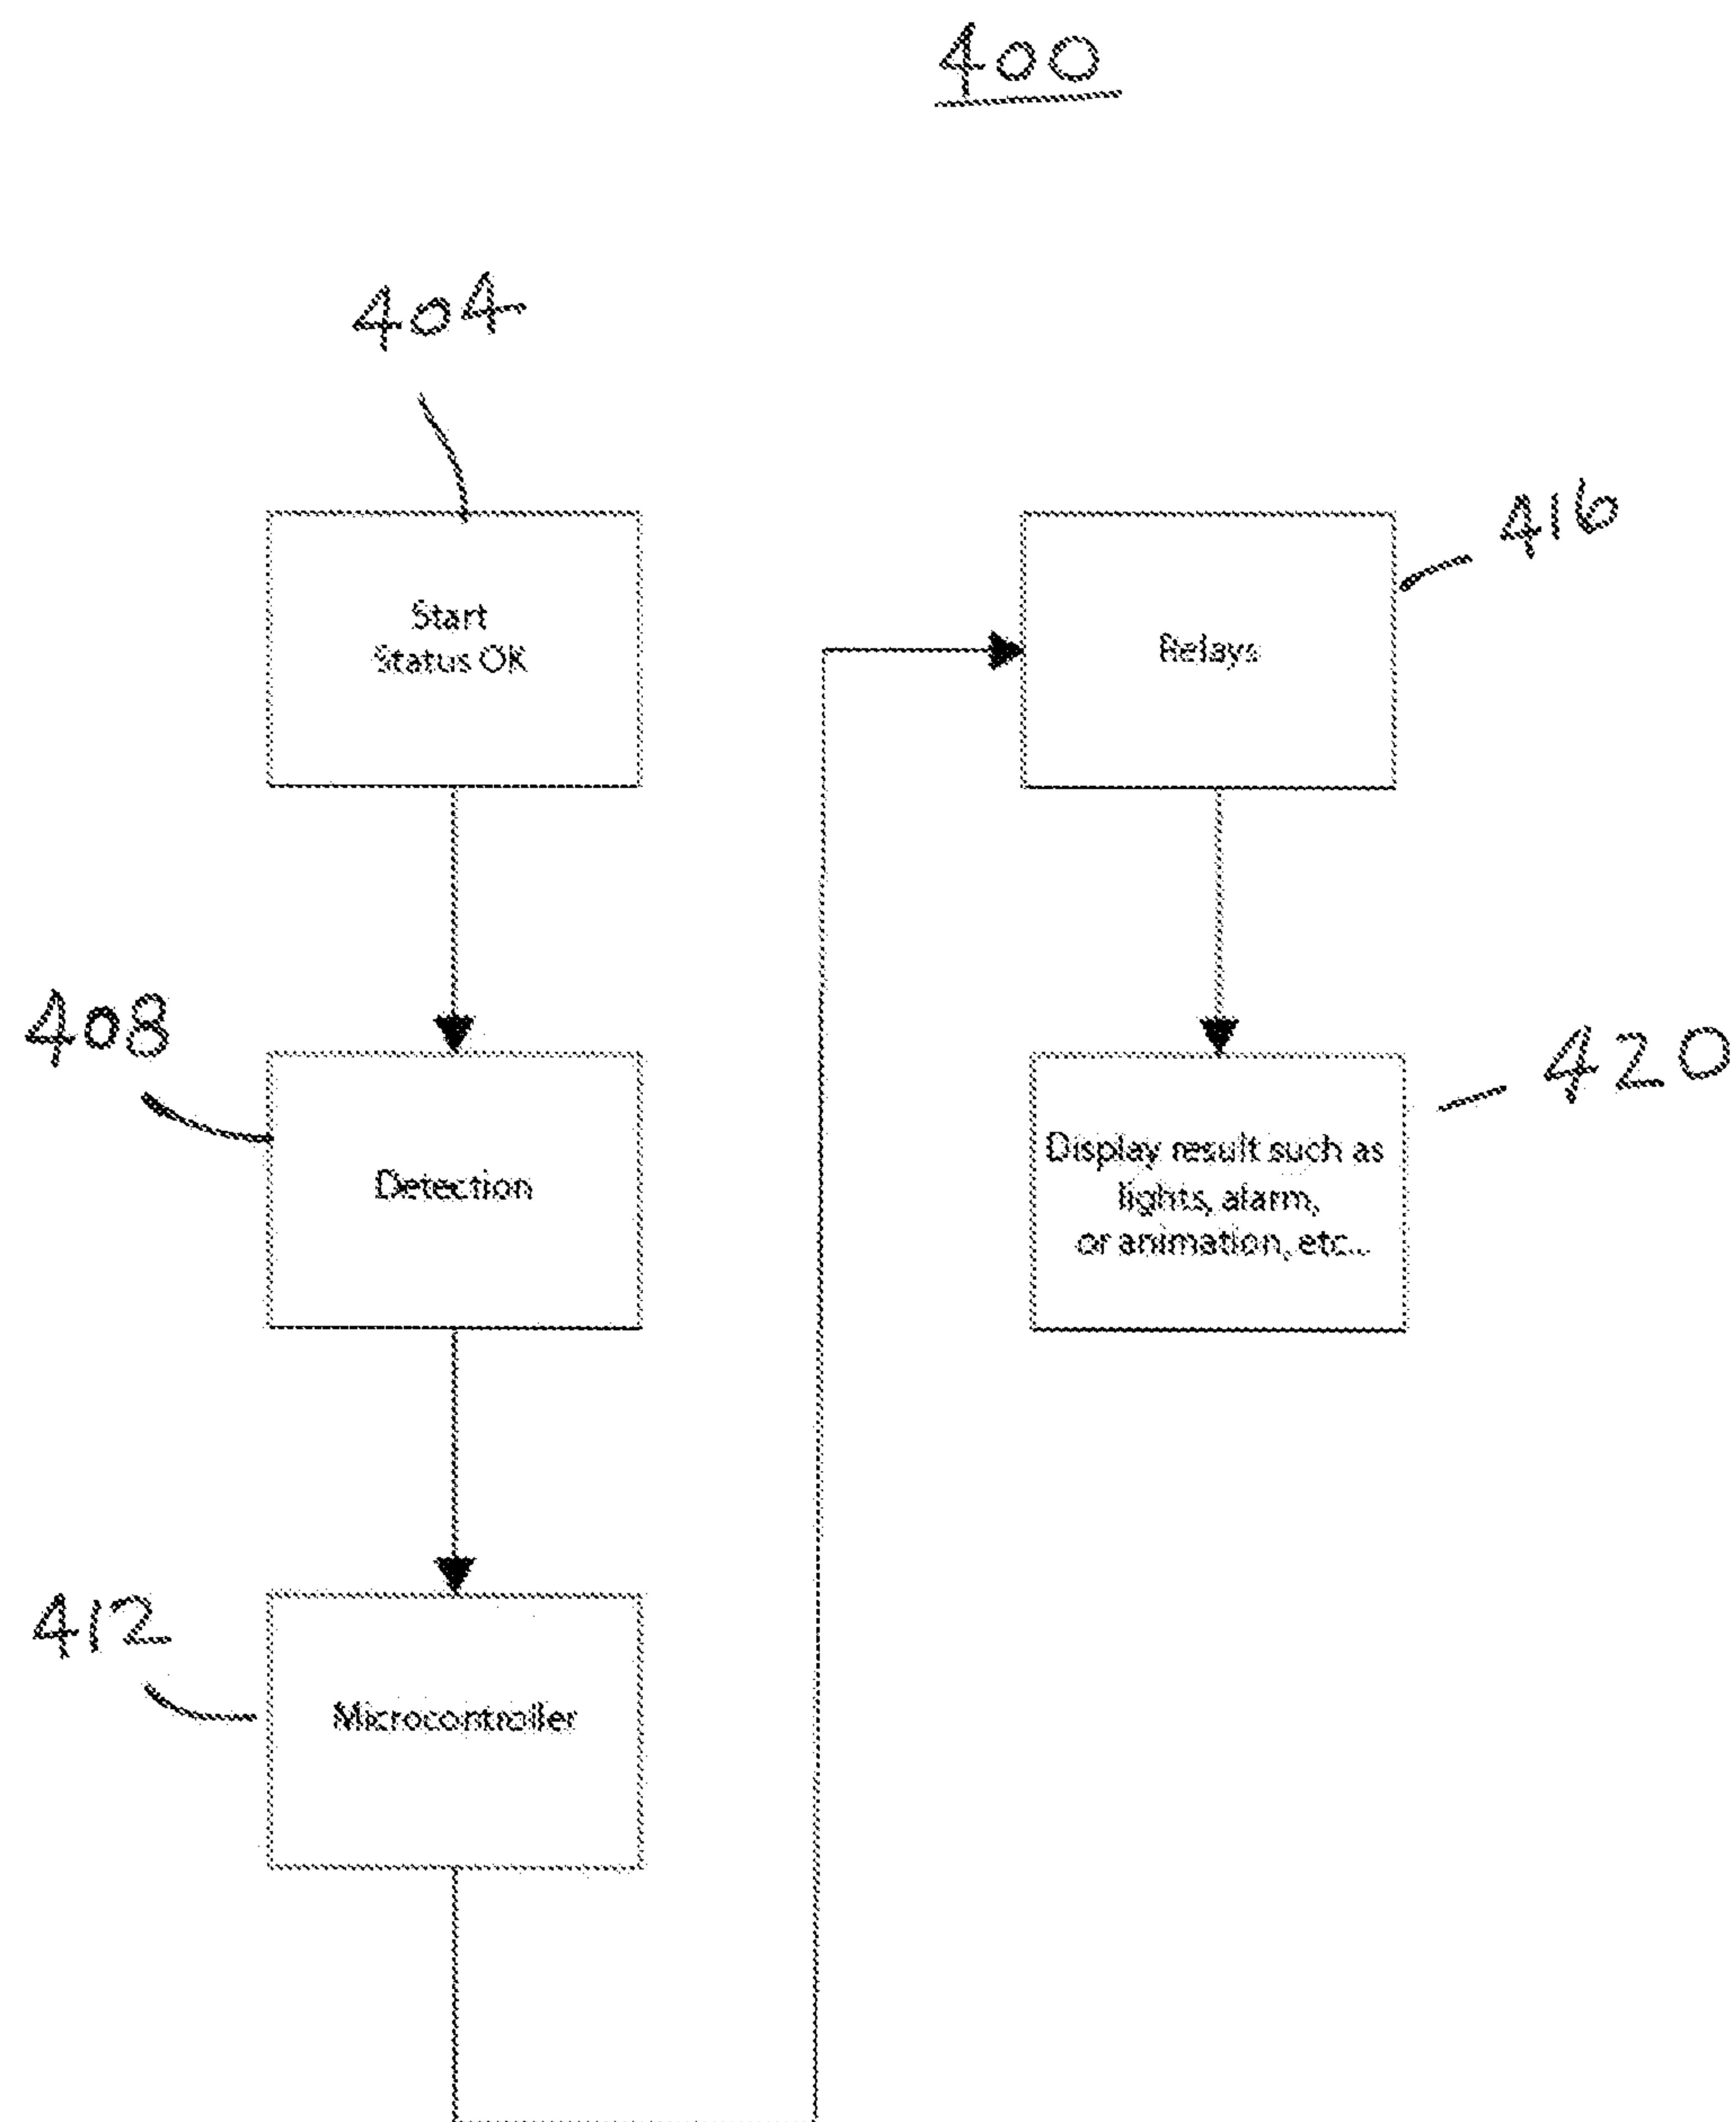 400
404
Start
Status OK
408
Detection
412
Microcontroller
416
Relays
420
Display result such as
lights, alarm,
or animation, etc...